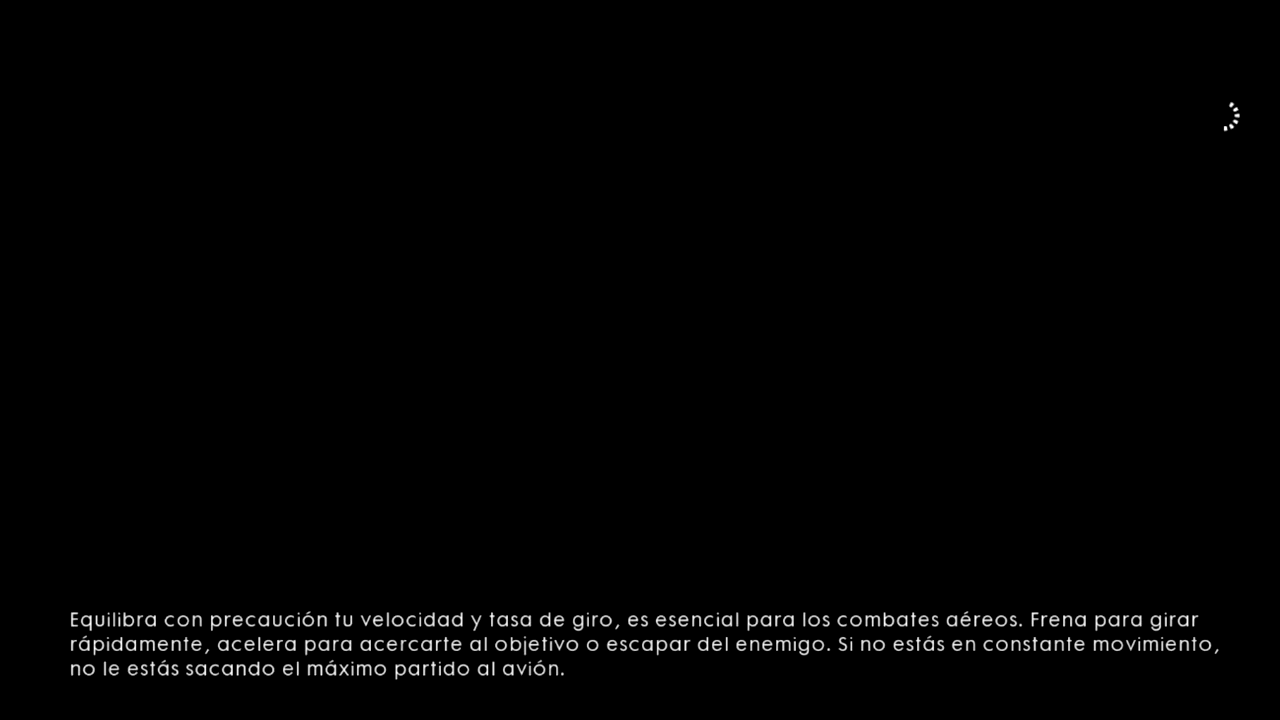 Equilibra con precaución tu velocidad y tasa de giro, es esencial para los combates aéreos. Frena para girar
rápidamente, acelera para acercarte al objetivo o escapar del enemigo. Si no estás en constante movimiento,
no le estás sacando el máximo partido al avión.